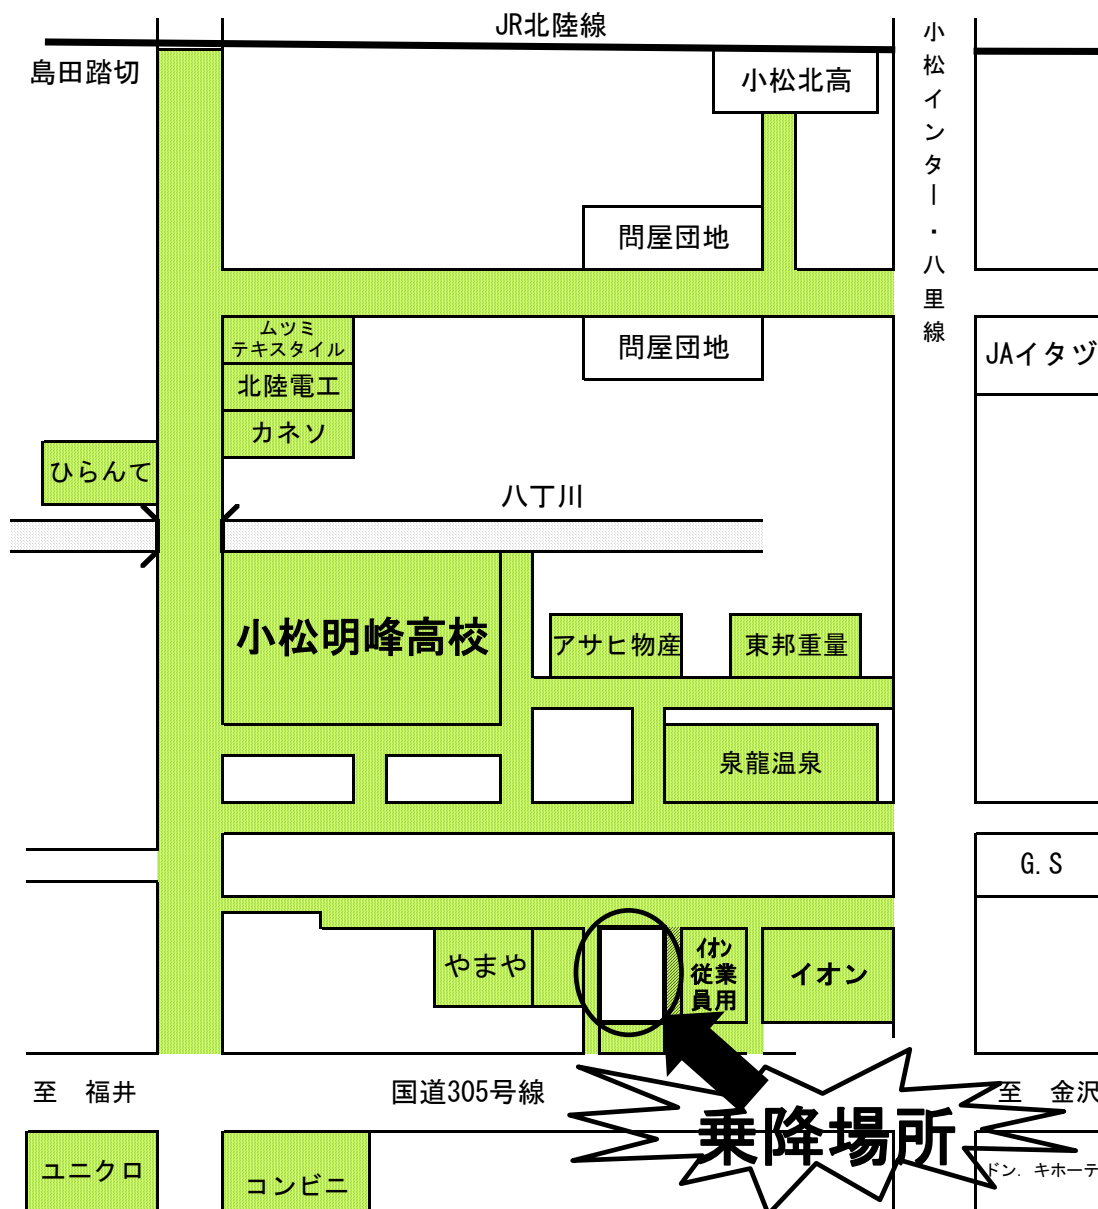 JR北陸線
島田踏切
小松北高
小松インター・八里線
問屋団地
ムツミ
テキスタイル
問屋団地
JAイタヅ
北陸電工
カネソ
ひらんて
八丁川
小松明峰高校
アサヒ物産
東邦重量
泉龍温泉
G.S
やまや
イオン
従業
員用
イオン
至 福井
国道305号線
至 金沢
乗降場所
ユニクロ
コンビニ
ドン.キホーテ